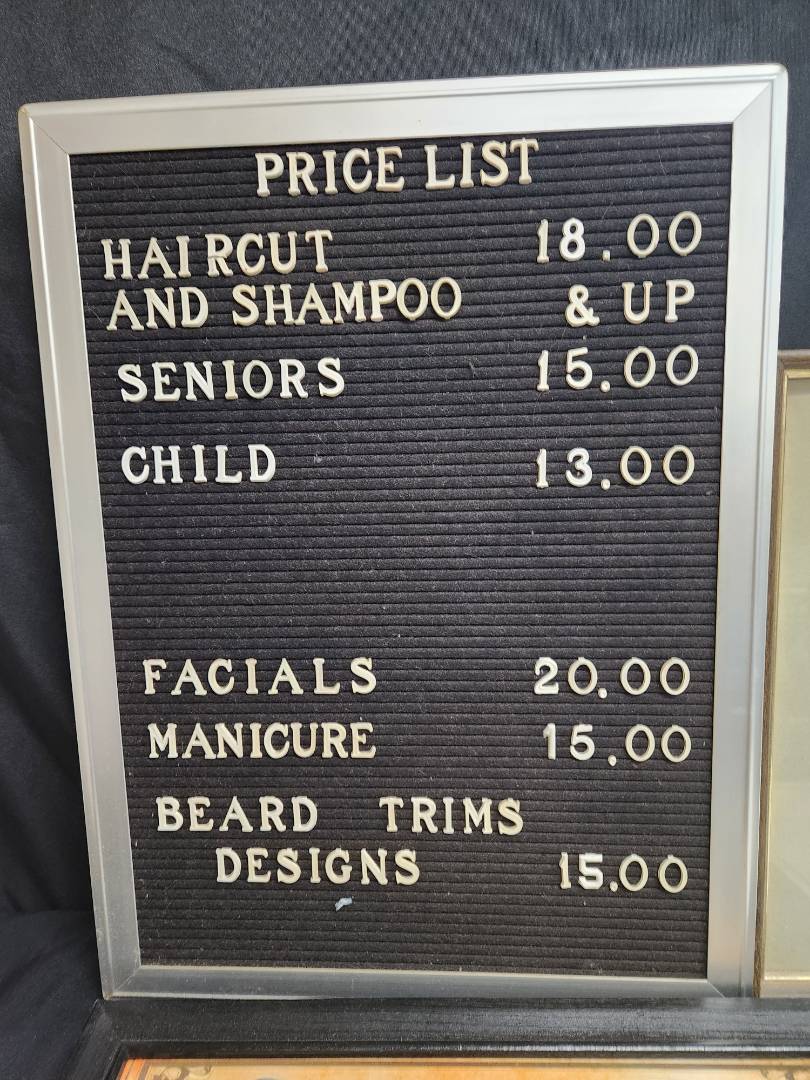 PRICE LIST
HAIRCUT 18.00
AND SHAMPOO & UP
SENIORS 15.00
CHILD 13.00
FACIALS 20.00
MANICURE 15.00
BEARD TRIMS
DESIGNS 15.00